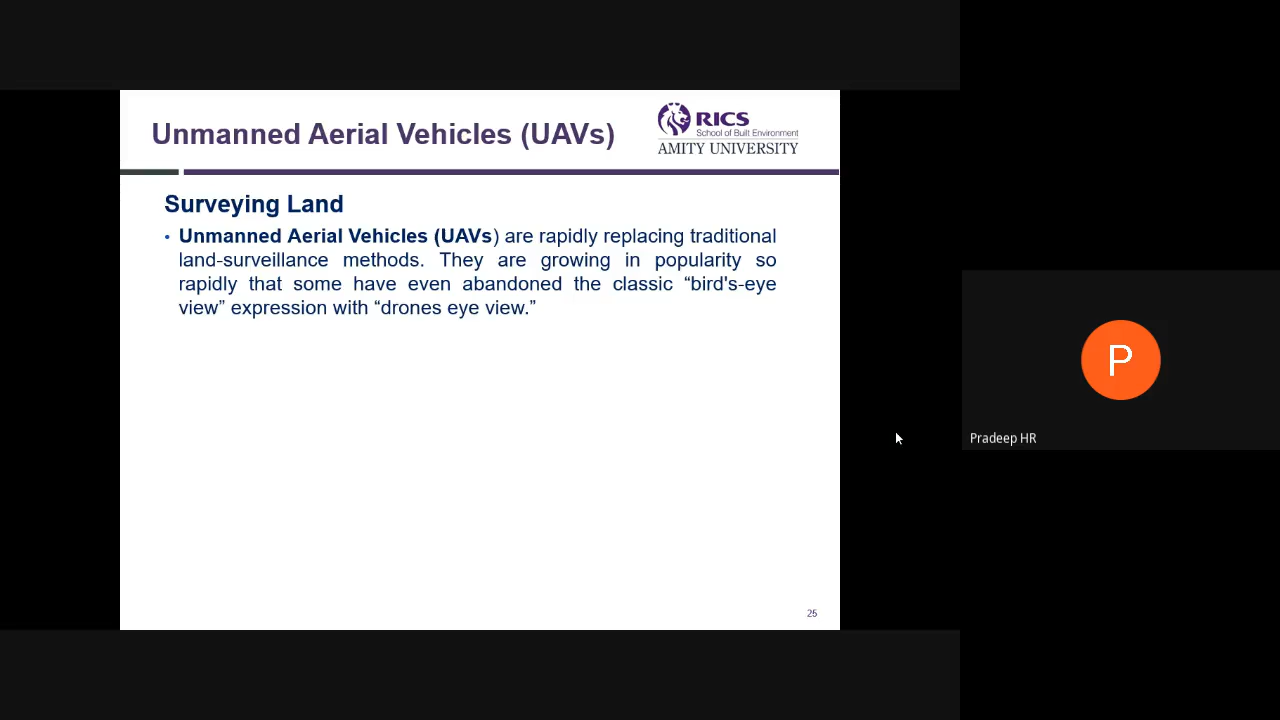 Unmanned Aerial Vehicles (UAVs)
RICS
School of Built Environment
AMITY UNIVERSITY
Surveying Land
• Unmanned Aerial Vehicles (UAVs) are rapidly replacing traditional
land-surveillance methods. They are growing in popularity so
rapidly that some have even abandoned the classic “bird's-eye
view” expression with “drones eye view.”
P
Pradeep HR
25